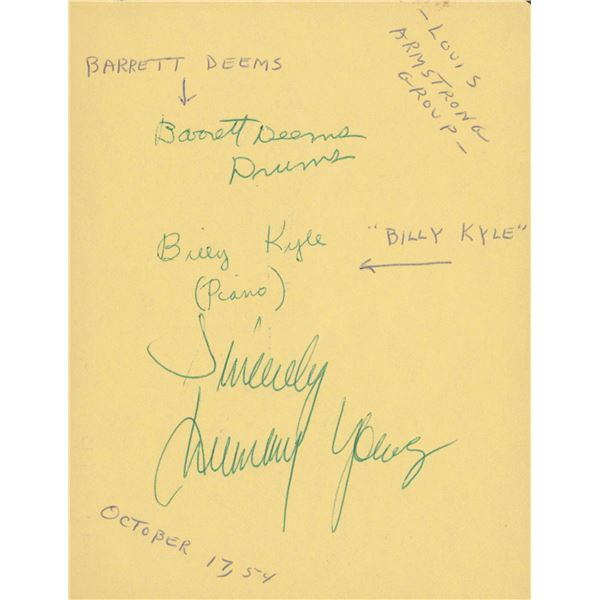 - LOUIS
ARMSTRONG
GROUP -
BARRETT DEEMS
Barrett Deems
Drums
Billy Kyle
"BILLY KYLE"
(Piano)
Sincerely
Trummy Young
OCTOBER 17, 54